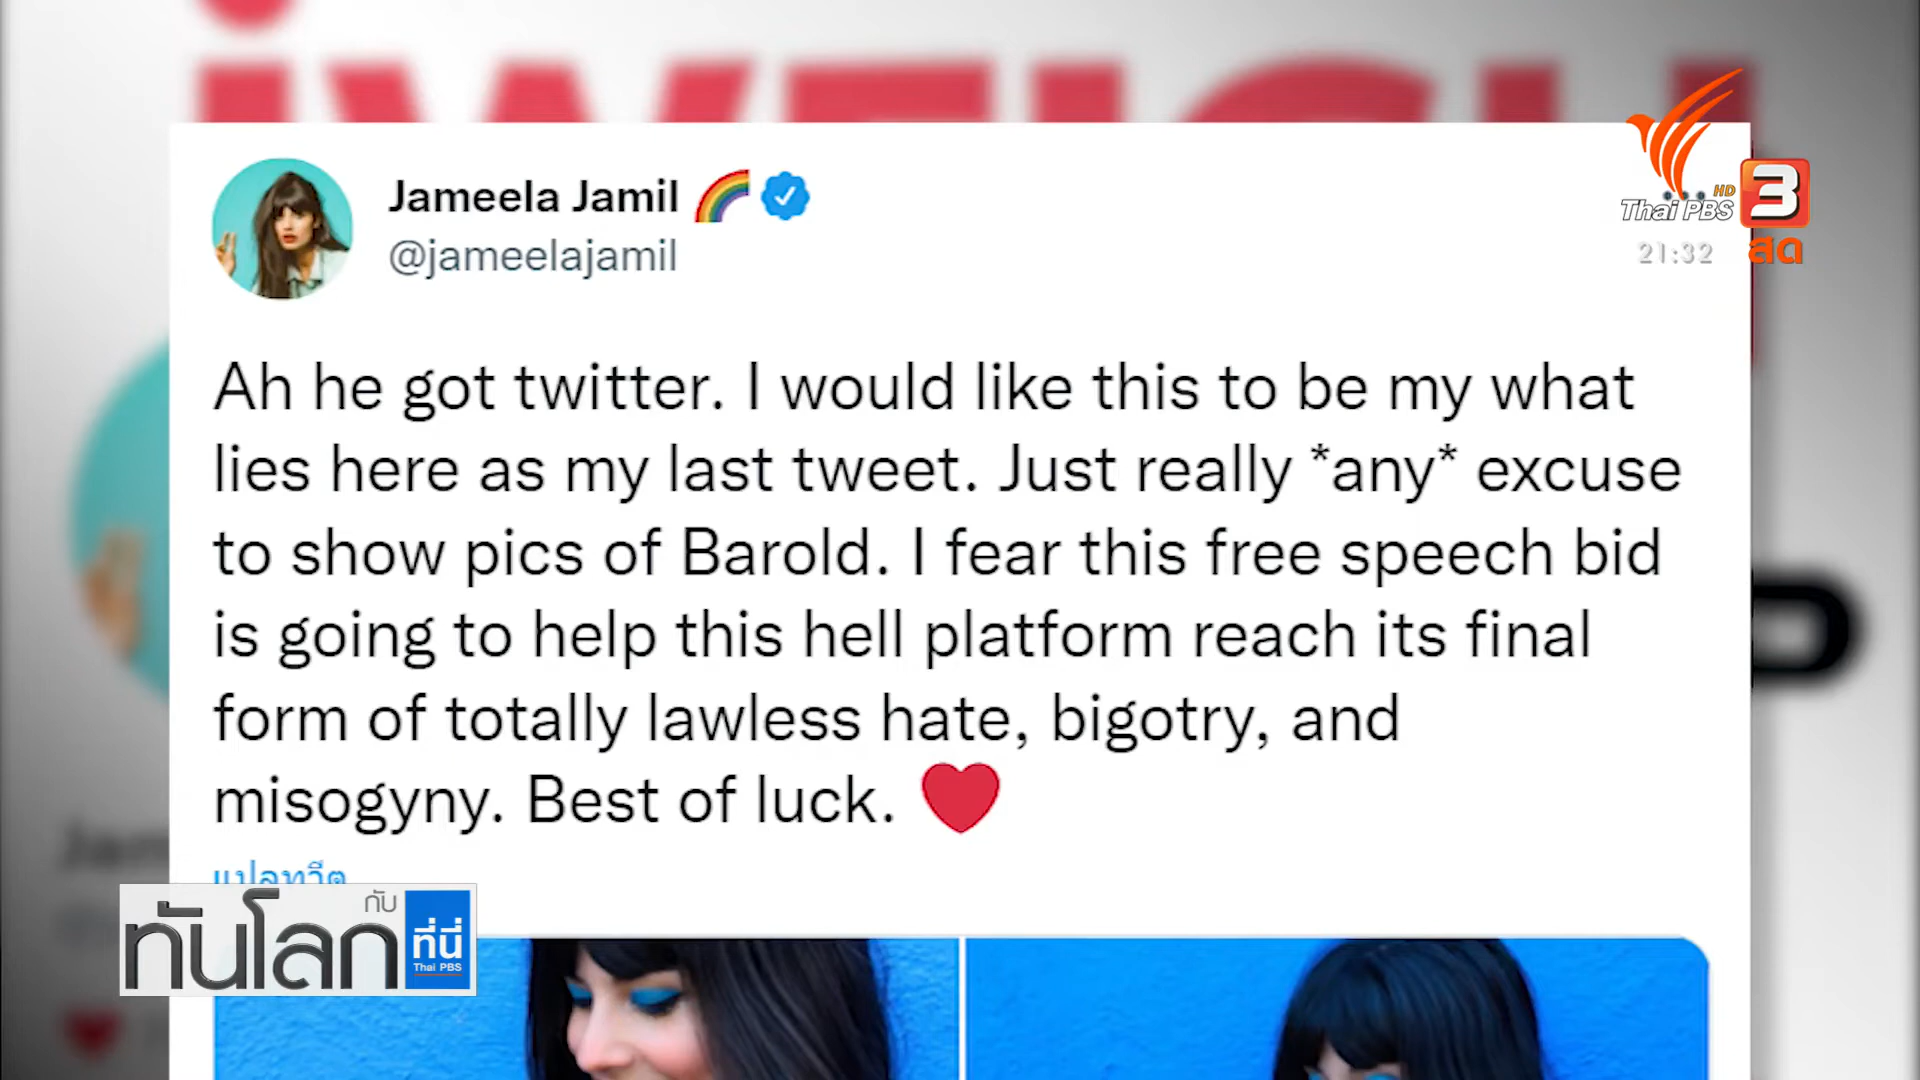 iWEIGH
Jameela Jamil
@jameelajamil
HD
Thai PBS
3
21:32
สด
Ah he got twitter. I would like this to be my what
lies here as my last tweet. Just really *any* excuse
to show pics of Barold. I fear this free speech bid
is going to help this hell platform reach its final
form of totally lawless hate, bigotry, and
misogyny. Best of luck.
แปลทวีต
ทันโลก
กับ
ที่นี่
Thai PBS